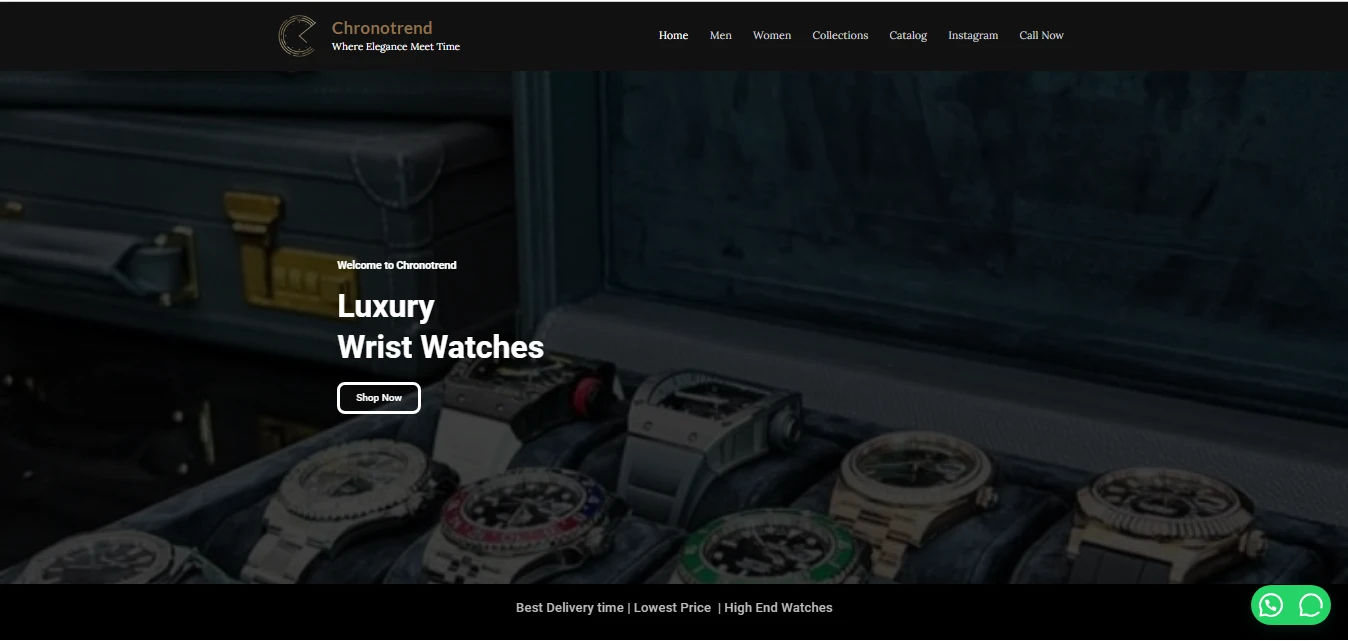 Chronotrend
Where Elegance Meet Time
Home Men Women Collections Catalog Instagram Call Now
Welcome to Chronotrend
Luxury
Wrist Watches
Shop Now
Best Delivery time | Lowest Price | High End Watches